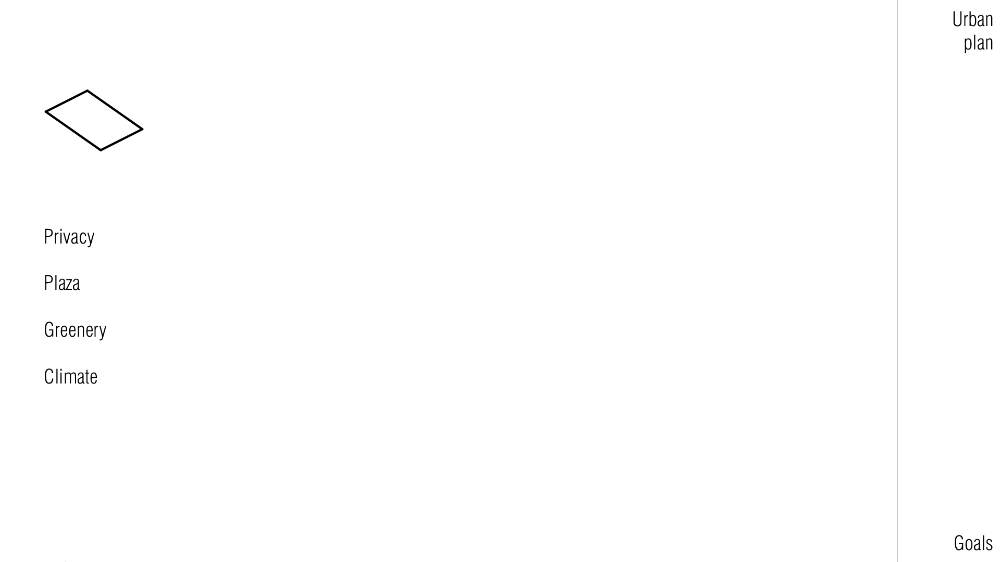 Urban
plan
Privacy
Plaza
Greenery
Climate
Goals